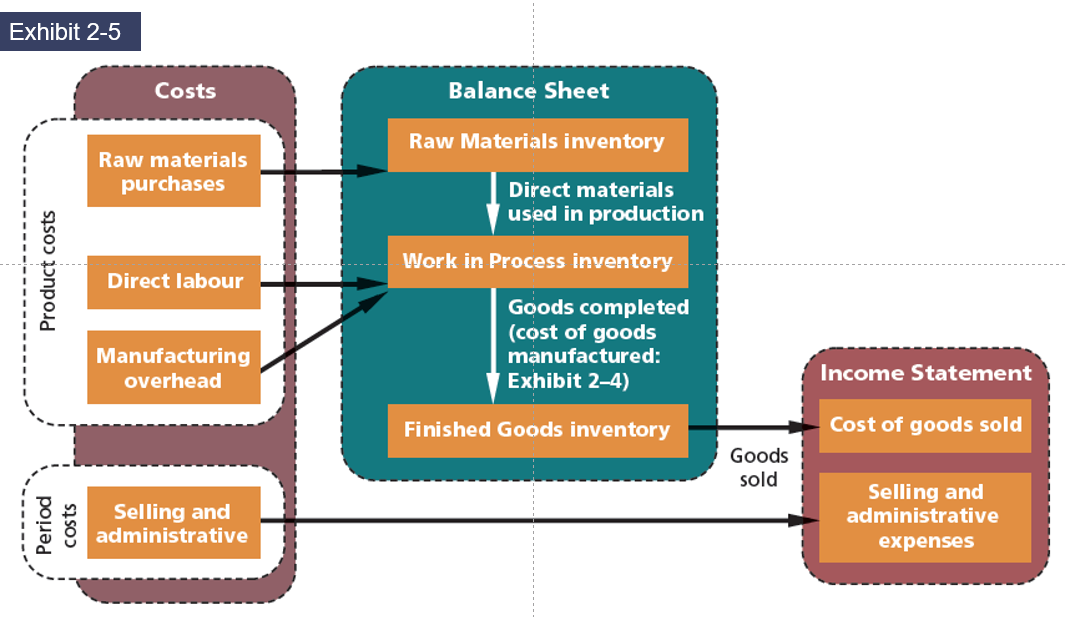 Exhibit 2-5
Costs
Product costs
Raw materials
purchases
Direct labour
Manufacturing
overhead
Period
costs
Selling and
administrative
Balance Sheet
Raw Materials inventory
Direct materials
used in production
Work in Process inventory
Goods completed
(cost of goods
manufactured:
Exhibit 2–4)
Finished Goods inventory
Goods
sold
Income Statement
Cost of goods sold
Selling and
administrative
expenses